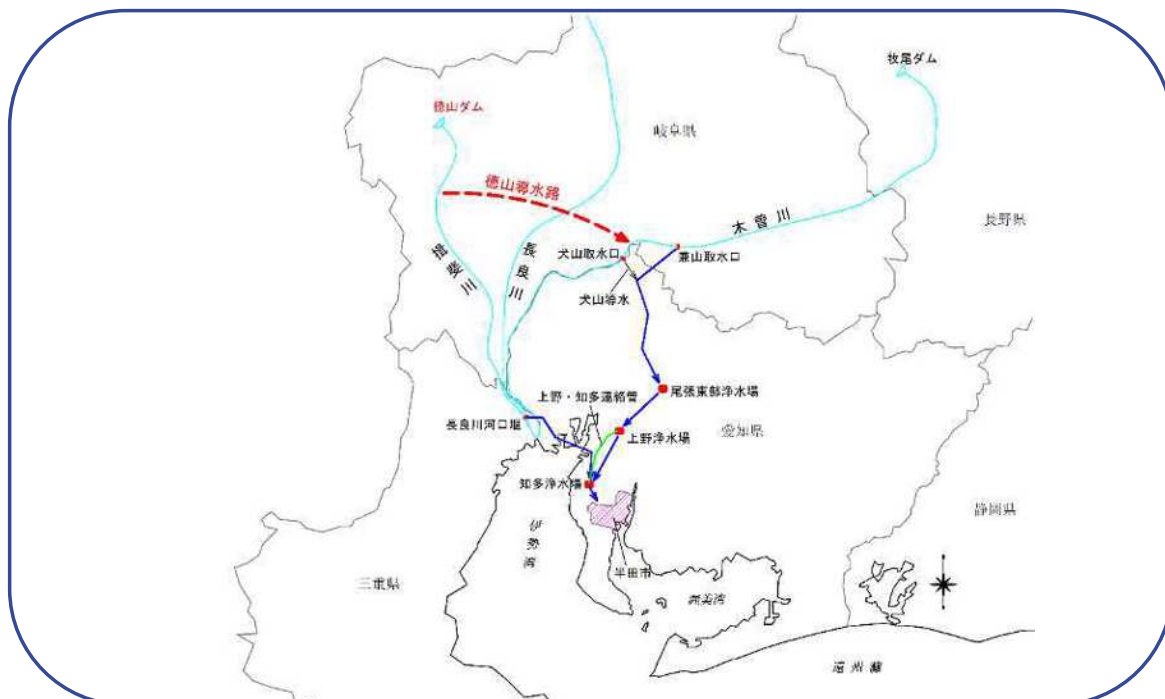 牧尾ダム
徳山ダム
岐阜県
徳山導水路
木曽川
長野県
犬山取水口
兼山取水口
揖斐川
長良川
犬山導水
上野・知多連絡管
尾張東部浄水場
長良川河口堰
上野浄水場
愛知県
知多浄水場
静岡県
伊勢湾
半田市
三重県
渥美湾
遠州灘